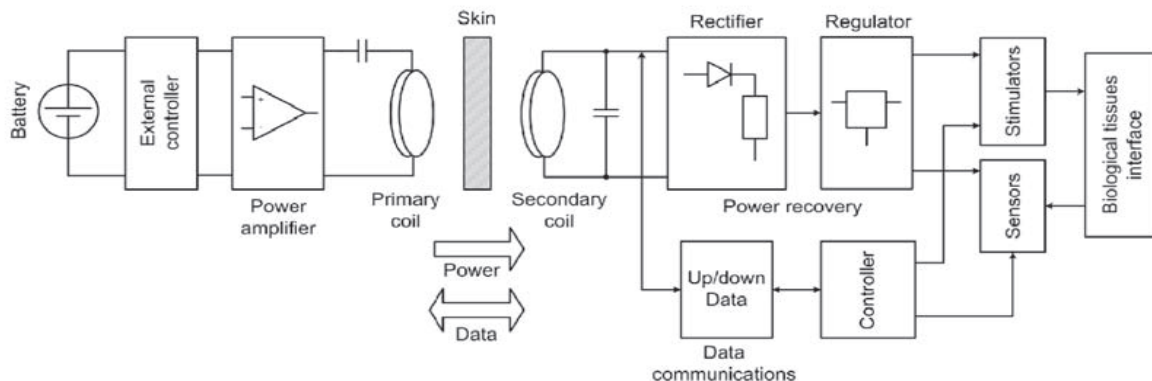 Battery
External
controller
Power
amplifier
Primary
coil
Skin
Secondary
coil
Power
Data
Rectifier
Regulator
Power recovery
Up/down
Data
Data
communications
Controller
Stimulators
Sensors
Biological tissues
interface